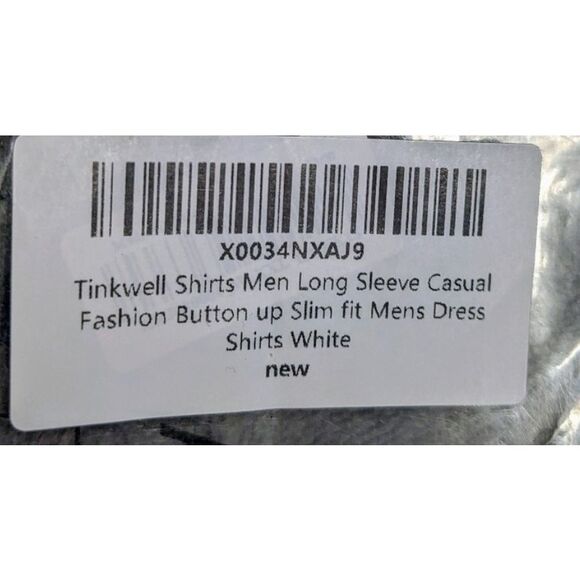 X0034NXAJ9
Tinkwell Shirts Men Long Sleeve Casual
Fashion Button up Slim fit Mens Dress
Shirts White
new